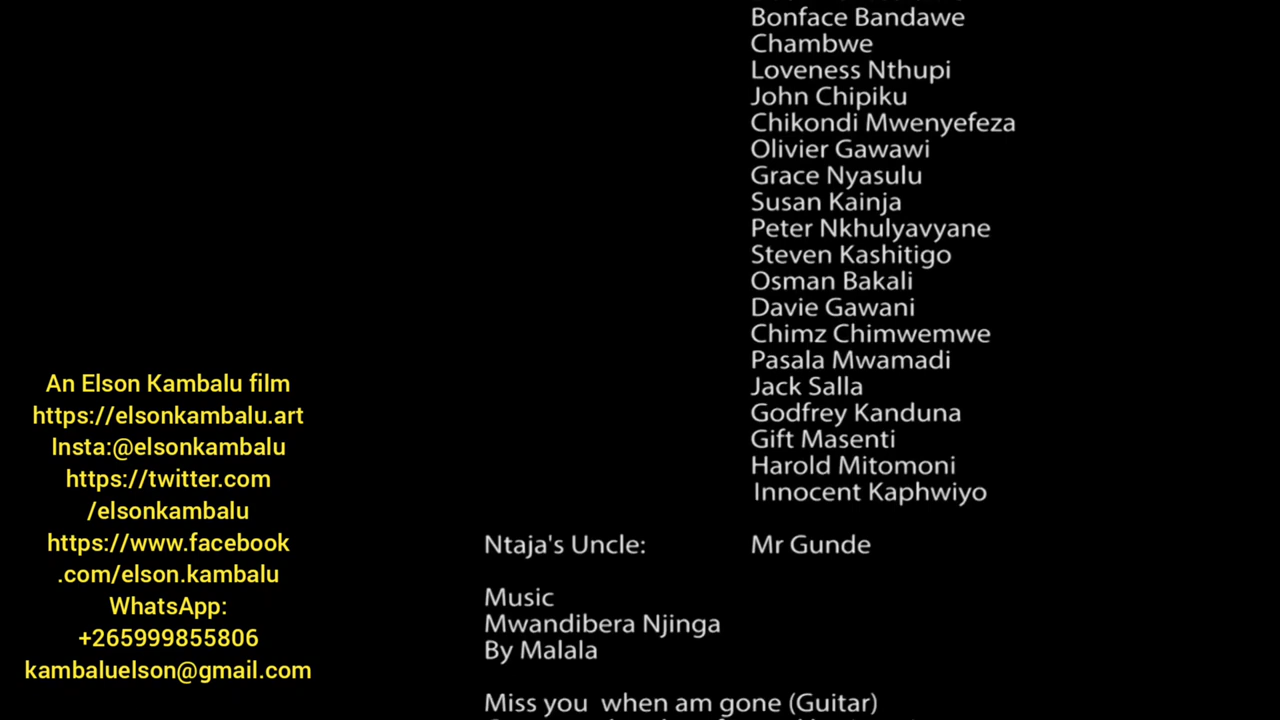 Bonface Bandawe
Chambwe
Loveness Nthupi
John Chipiku
Chikondi Mwenyefeza
Olivier Gawawi
Grace Nyasulu
Susan Kainja
Peter Nkhulyavyane
Steven Kashitigo
Osman Bakali
Davie Gawani
Chimz Chimwemwe
Pasala Mwamadi
Jack Salla
Godfrey Kanduna
Gift Masenti
Harold Mitomoni
Innocent Kaphwiyo
Ntaja's Uncle: Mr Gunde
Music
Mwandibera Njinga
By Malala
Miss you when am gone (Guitar)
An Elson Kambalu film
https://elsonkambalu.art
Insta:@elsonkambalu
https://twitter.com
/elsonkambalu
https://www.facebook
.com/elson.kambalu
WhatsApp:
+265999855806
kambaluelson@gmail.com